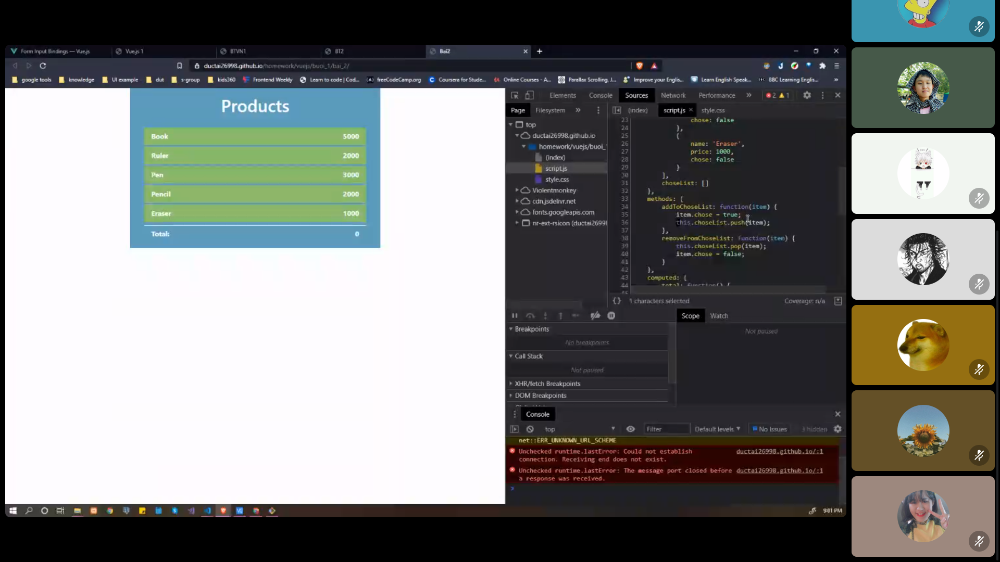 Form Input Bindings — Vue.js
Vue.js 1
BTVN1
BT2
Bai2
ductai26998.github.io/homework/vuejs/buoi_1/bai_2/
google tools
knowledge
UI example
dut
s-group
kids360
Frontend Weekly
Learn to code | Cod...
freeCodeCamp.org
Coursera for Stude...
Online Courses - A...
Parallax Scrolling, J...
Improve your Englis...
Learn English Speak...
BBC Learning Englis...
Products
Book 5000
Ruler 2000
Pen 3000
Pencil 2000
Eraser 1000
Total: 0
Elements
Console
Sources
Network
Performance
2
1
Page
Filesystem
(index)
script.js
style.css
top
ductai26998.github.io
homework/vuejs/buoi_1
(index)
script.js
style.css
Violentmonkey
cdn.jsdelivr.net
fonts.googleapis.com
nr-ext-rsicon (ductai26998
23 chose: false
24 },
25 {
26 name: 'Eraser',
27 price: 1000,
28 chose: false
29 }
30 ],
31 choseList: []
32 },
33 methods: {
34 addToChoseList: function(item) {
35 item.chose = true;
36 this.choseList.push(item);
37 },
38 removeFromChoseList: function(item) {
39 this.choseList.pop(item);
40 item.chose = false;
41 }
42 },
43 computed: {
44 total: function() {
45
{} 1 characters selected
Coverage: n/a
Scope
Watch
Not paused
Breakpoints
No breakpoints
Call Stack
Not paused
XHR/fetch Breakpoints
DOM Breakpoints
Console
top
Filter
Default levels
No Issues
3 hidden
net::ERR_UNKNOWN_URL_SCHEME
Unchecked runtime.lastError: Could not establish ductai26998.github.io/:1
connection. Receiving end does not exist.
Unchecked runtime.lastError: The message port closed before ductai26998.github.io/:1
a response was received.
9:01 PM